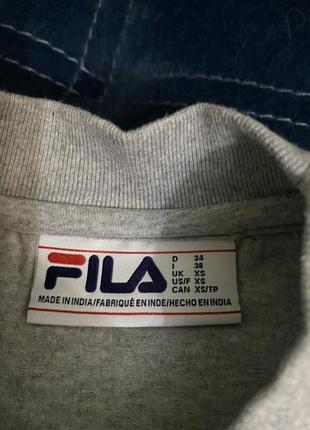 FILA
D 34
I 38
UK XS
US/F XS
CAN XS/TP
MADE IN INDIA/FABRIQUÉ EN INDE/HECHO EN INDIA